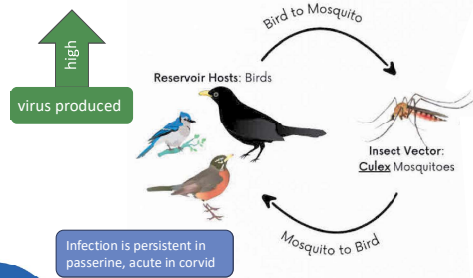 high
virus produced
Bird to Mosquito
Reservoir Hosts: Birds
Insect Vector:
Culex Mosquitoes
Mosquito to Bird
Infection is persistent in
passerine, acute in corvid